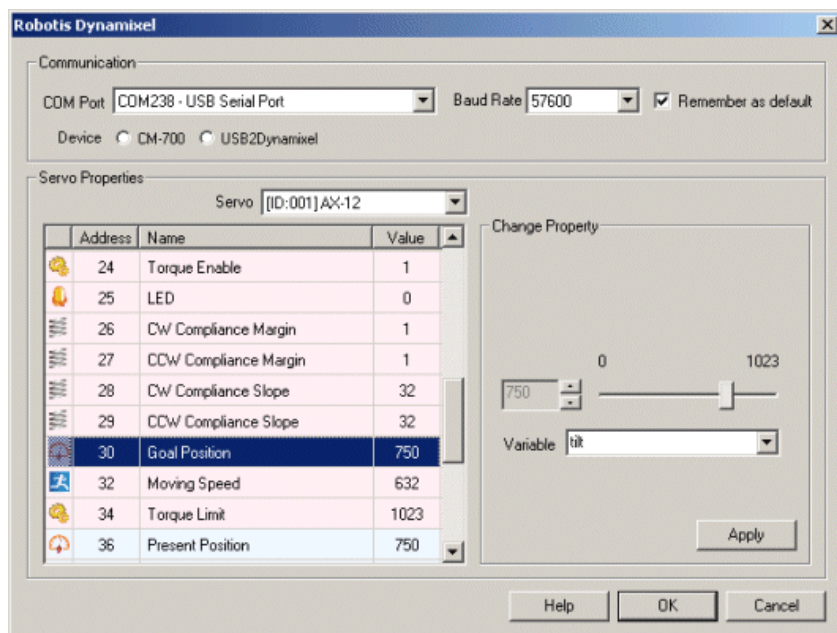 Robotis Dynamixel
Communication
COM Port COM238 - USB Serial Port Baud Rate 57600 Remember as default
Device CM-700 USB2Dynamixel
Servo Properties
Servo [ID:001] AX-12
Address Name Value
24 Torque Enable 1
25 LED 0
26 CW Compliance Margin 1
27 CCW Compliance Margin 1
28 CW Compliance Slope 32
29 CCW Compliance Slope 32
30 Goal Position 750
32 Moving Speed 632
34 Torque Limit 1023
36 Present Position 750
Change Property
0 1023
750
Variable tilt
Apply
Help OK Cancel